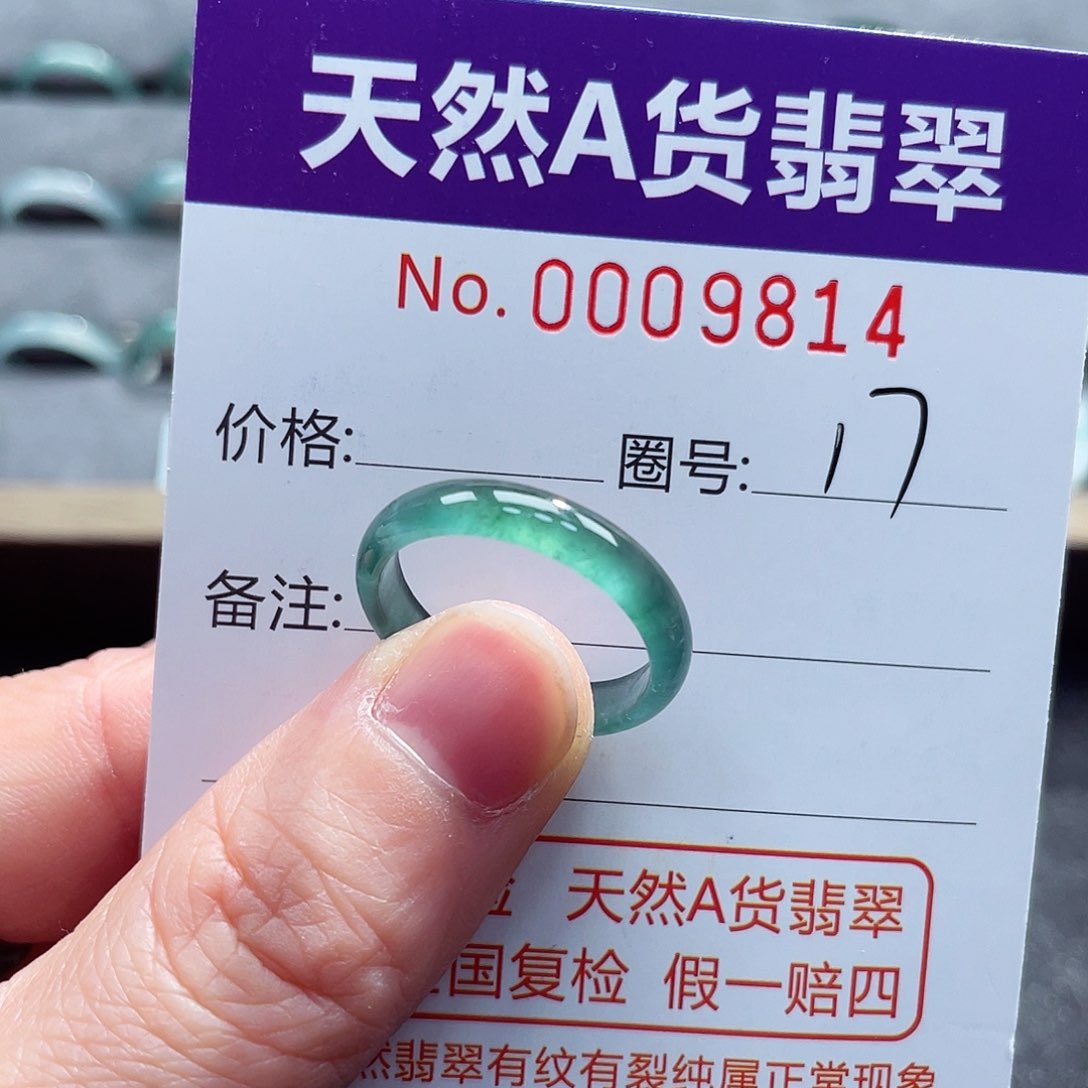 天然A货翡翠
No. 0009814
价格: 圈号: 17
备注:
天然A货翡翠
国复检 假一赔四
然翡翠有纹有裂纯属正常现象